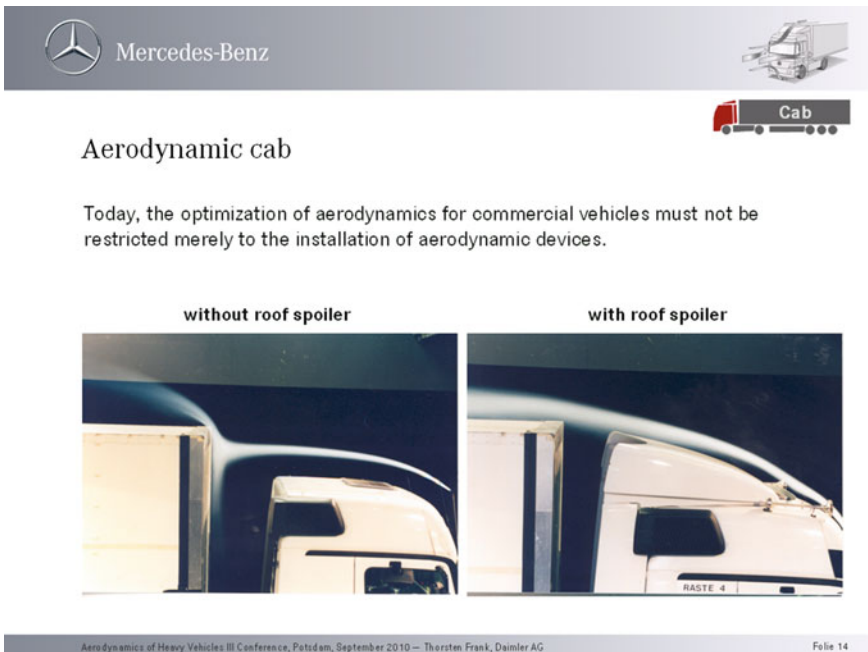 Mercedes-Benz
Cab
Aerodynamic cab
Today, the optimization of aerodynamics for commercial vehicles must not be
restricted merely to the installation of aerodynamic devices.
without roof spoiler
with roof spoiler
RASTE 4
Aerodynamics of Heavy Vehicles III Conference, Potsdam, September 2010 — Thorsten Frank, Daimler AG
Folie 14